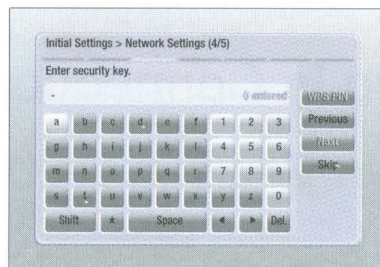 Initial Settings > Network Settings (4/5)
Enter security key.
- 0 entered WPS PIN
a b c d e f 1 2 3 Previous
g h i j k l 4 5 6 Next
m n o p q r 7 8 9 Skip
s t u v w x y z 0
Shift * Space ◄ ► Del.